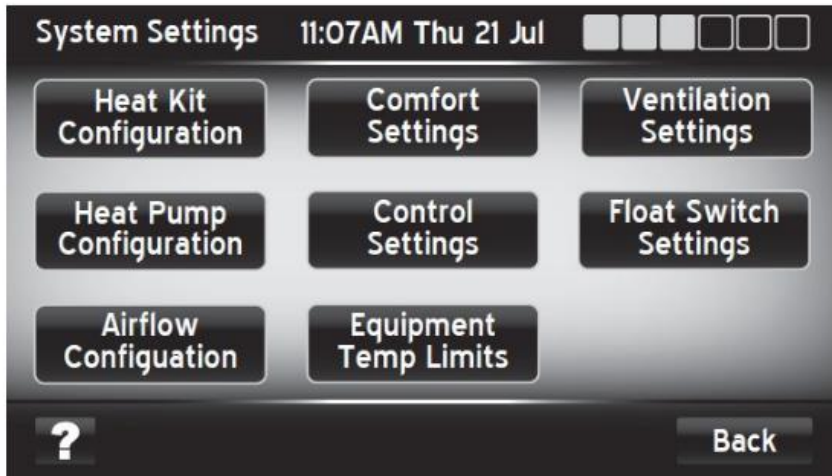 System Settings 11:07AM Thu 21 Jul
Heat Kit
Configuration
Comfort
Settings
Ventilation
Settings
Heat Pump
Configuration
Control
Settings
Float Switch
Settings
Airflow
Configuation
Equipment
Temp Limits
?
Back